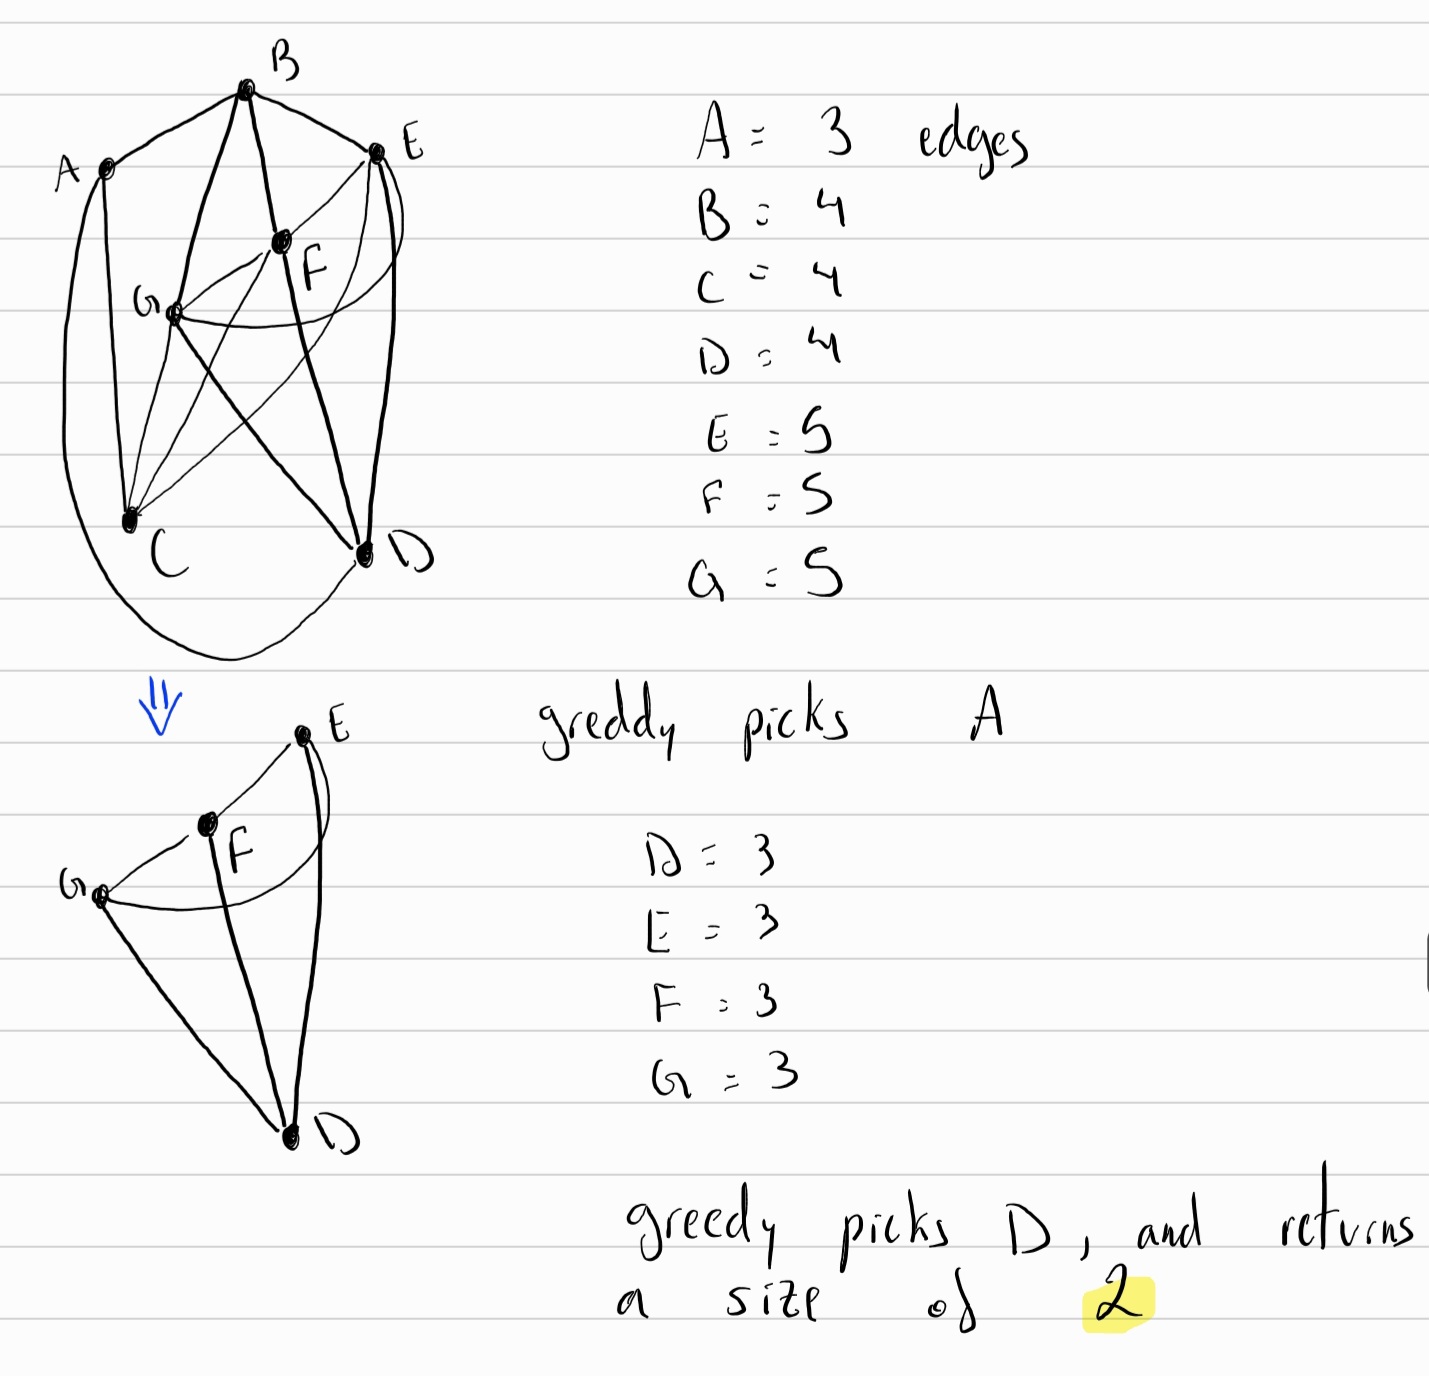 B
A
E
F
G
C
D
A = 3 edges
B = 4
C = 4
D = 4
E = 5
F = 5
G = 5
greddy picks A
E
F
G
D
D = 3
E = 3
F = 3
G = 3
greedy picks D, and returns
a size of 2